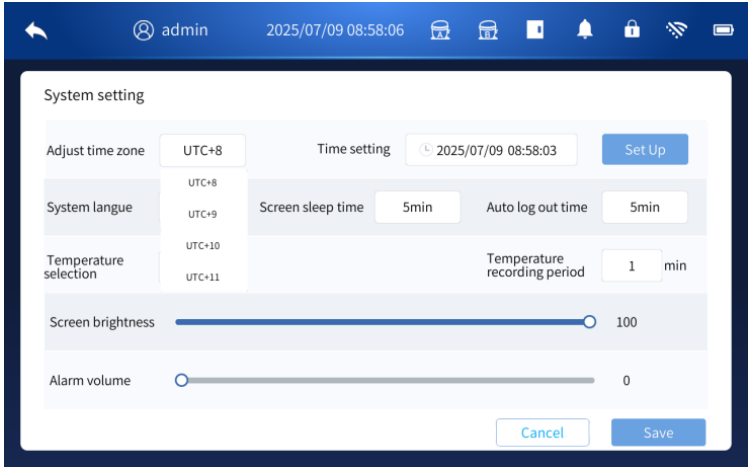 admin 2025/07/09 08:58:06 A B
System setting
Adjust time zone UTC+8 Time setting 2025/07/09 08:58:03 Set Up
UTC+8
System langue UTC+9 Screen sleep time 5min Auto log out time 5min
UTC+10
Temperature
selection
UTC+11
Temperature
recording period 1 min
Screen brightness 100
Alarm volume 0
Cancel Save